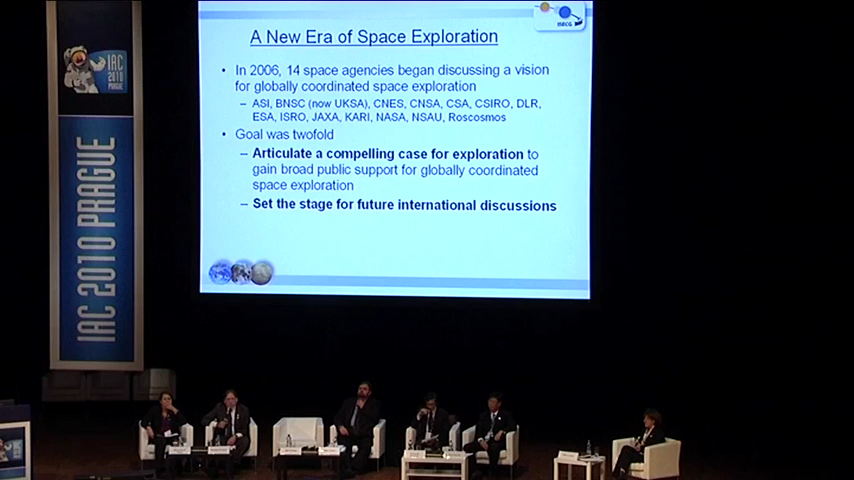 ISECG
A New Era of Space Exploration
• In 2006, 14 space agencies began discussing a vision
for globally coordinated space exploration
– ASI, BNSC (now UKSA), CNES, CNSA, CSA, CSIRO, DLR,
ESA, ISRO, JAXA, KARI, NASA, NSAU, Roscosmos
• Goal was twofold
– Articulate a compelling case for exploration to
gain broad public support for globally coordinated
space exploration
– Set the stage for future international discussions
IAC
2010
PRAGUE
IAC 2010 PRAGUE